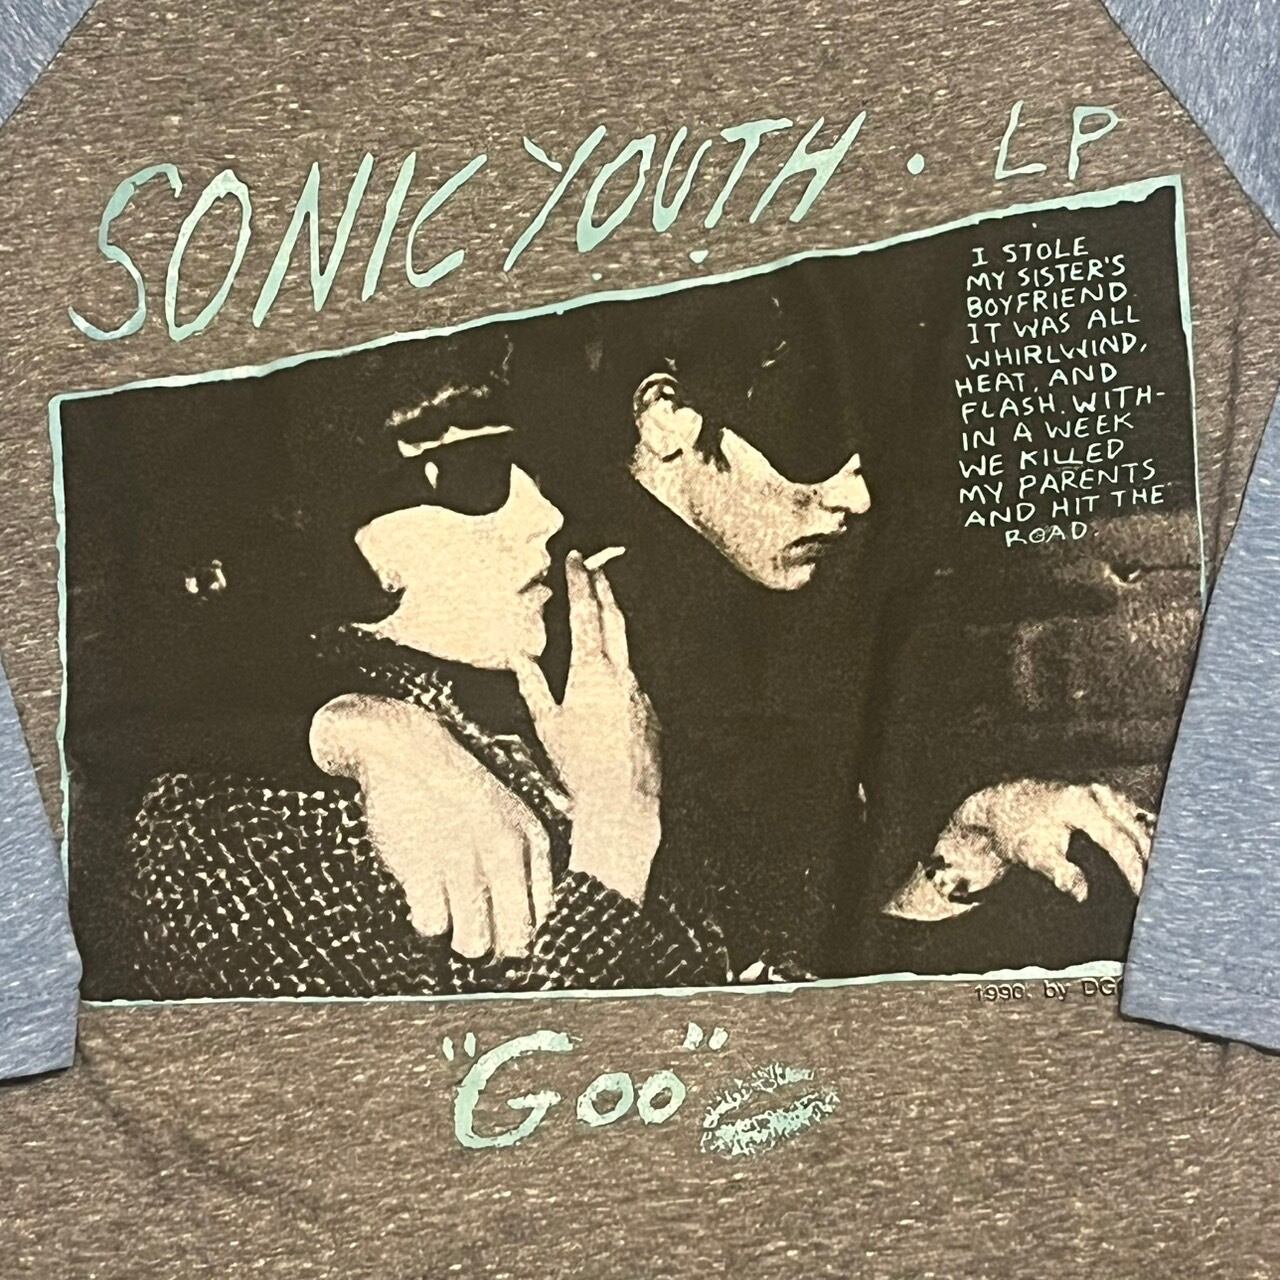 SONIC YOUTH • LP
I STOLE
MY SISTER'S
BOYFRIEND.
IT WAS ALL
WHIRLWIND,
HEAT, AND
FLASH. WITH-
IN A WEEK
WE KILLED
MY PARENTS
AND HIT THE
ROAD.
1990. by DG
"Goo"